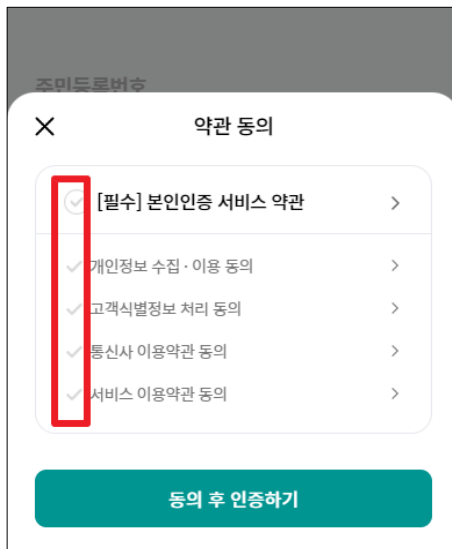 주민등록번호
약관 동의
[필수] 본인인증 서비스 약관
개인정보 수집 · 이용 동의
고객식별정보 처리 동의
통신사 이용약관 동의
서비스 이용약관 동의
동의 후 인증하기